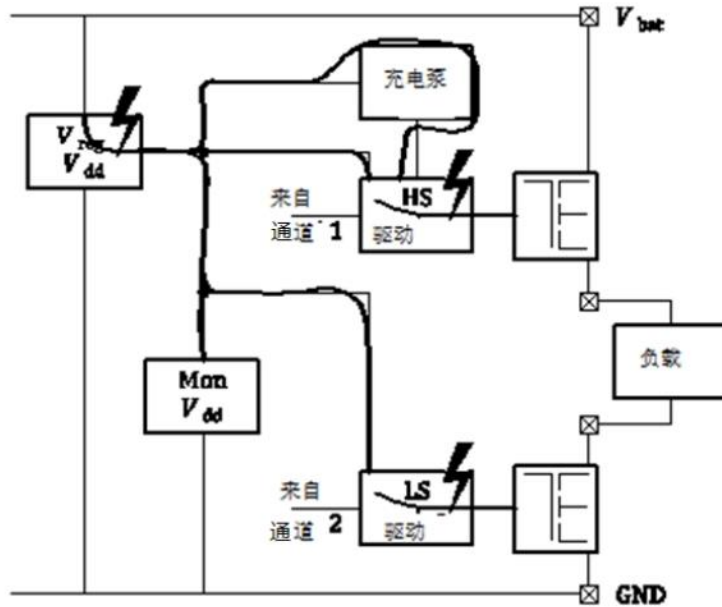 V bat
充电泵
V reg
V dd
来自
HS
通道 1
驱动
负载
Mon
V dd
来自
LS
通道 2
驱动
GND